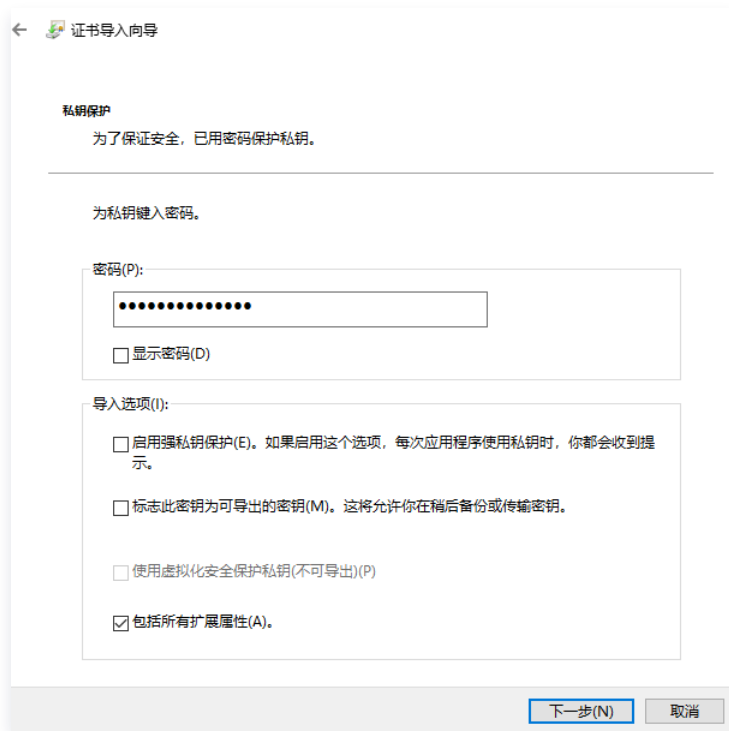 证书导入向导
私钥保护
为了保证安全，已用密码保护私钥。
为私钥键入密码。
密码(P):
●●●●●●●●●●●●●●
显示密码(D)
导入选项(I):
启用强私钥保护(E)。如果启用这个选项，每次应用程序使用私钥时，你都会收到提
示。
标志此密钥为可导出的密钥(M)。这将允许你在稍后备份或传输密钥。
使用虚拟化安全保护私钥(不可导出)(P)
包括所有扩展属性(A)。
下一步(N)
取消